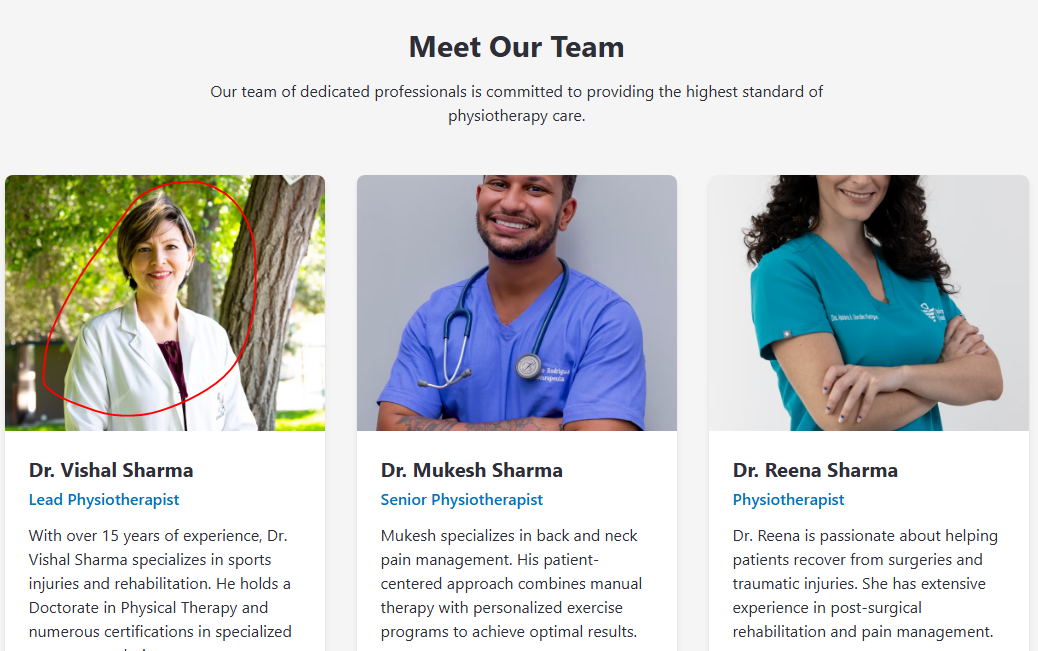 Meet Our Team
Our team of dedicated professionals is committed to providing the highest standard of
physiotherapy care.
Dr. Vishal Sharma
Lead Physiotherapist
With over 15 years of experience, Dr.
Vishal Sharma specializes in sports
injuries and rehabilitation. He holds a
Doctorate in Physical Therapy and
numerous certifications in specialized
Dr. Mukesh Sharma
Senior Physiotherapist
Mukesh specializes in back and neck
pain management. His patient-
centered approach combines manual
therapy with personalized exercise
programs to achieve optimal results.
Dr. Reena Sharma
Physiotherapist
Dr. Reena is passionate about helping
patients recover from surgeries and
traumatic injuries. She has extensive
experience in post-surgical
rehabilitation and pain management.